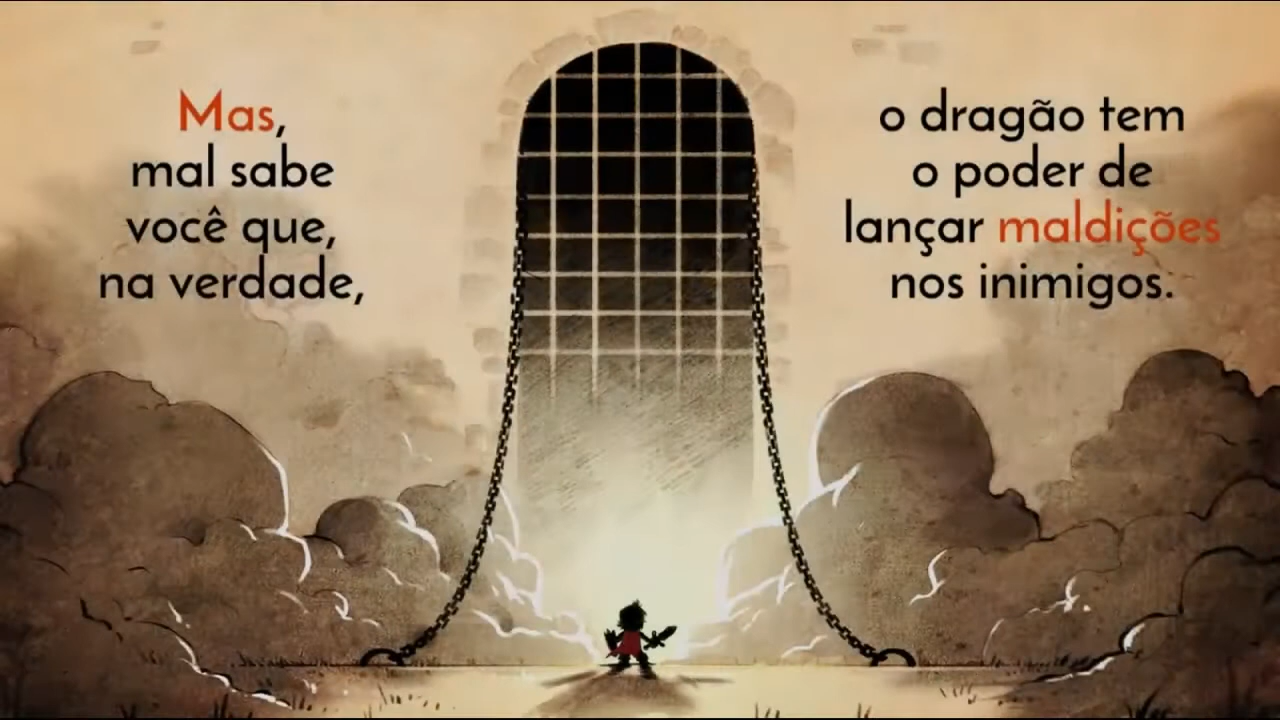 Mas,
mal sabe
você que,
na verdade,
o dragão tem
o poder de
lançar maldições
nos inimigos.